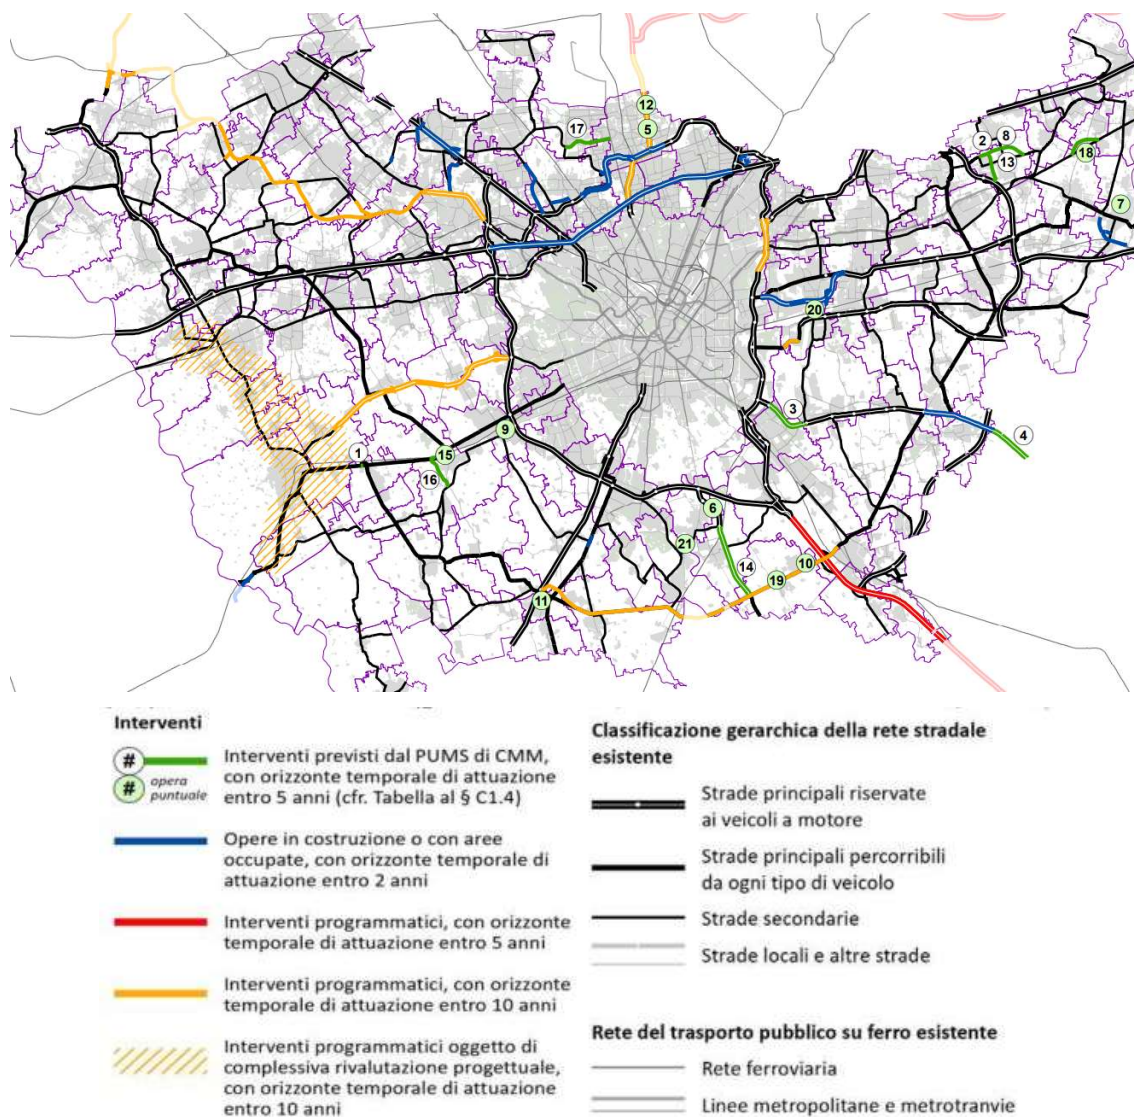 12
5
17
2
8
13
18
7
20
3
4
9
1
15
16
6
21
14
19
10
11
Interventi
#
Interventi previsti dal PUMS di CMM,
con orizzonte temporale di attuazione
entro 5 anni (cfr. Tabella al § C1.4)
# opera
puntuale
Opere in costruzione o con aree
occupate, con orizzonte temporale di
attuazione entro 2 anni
Interventi programmatici, con orizzonte
temporale di attuazione entro 5 anni
Interventi programmatici, con orizzonte
temporale di attuazione entro 10 anni
Interventi programmatici oggetto di
complessiva rivalutazione progettuale,
con orizzonte temporale di attuazione
entro 10 anni
Classificazione gerarchica della rete stradale
esistente
Strade principali riservate
ai veicoli a motore
Strade principali percorribili
da ogni tipo di veicolo
Strade secondarie
Strade locali e altre strade
Rete del trasporto pubblico su ferro esistente
Rete ferroviaria
Linee metropolitane e metrotranvie